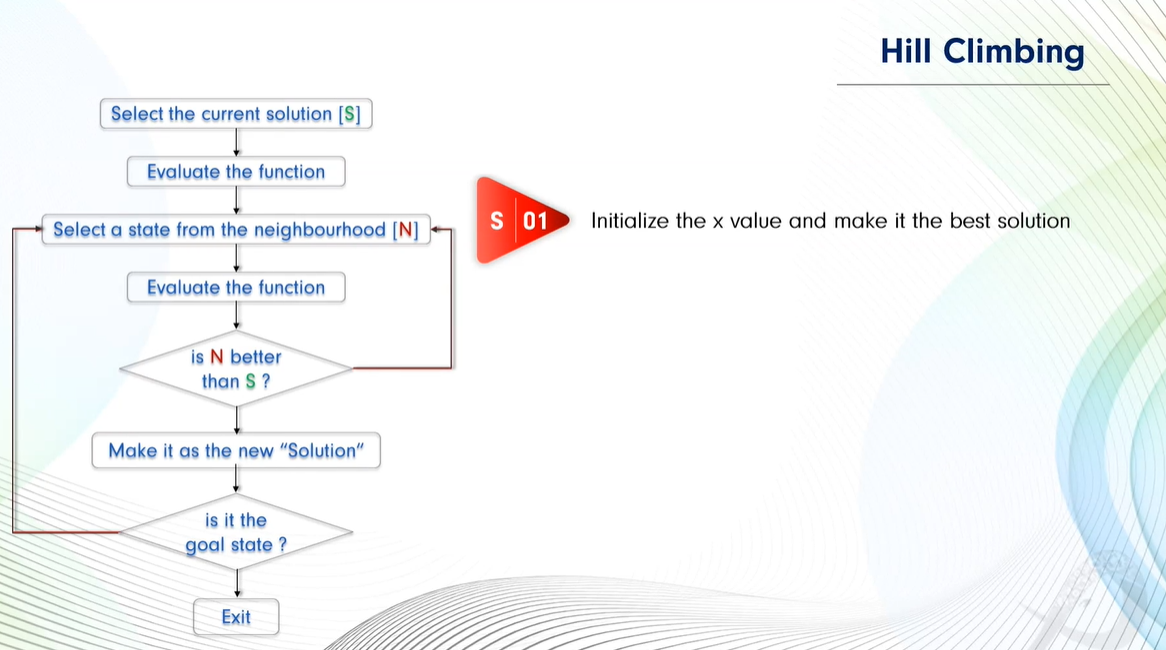 Hill Climbing
Select the current solution [S]
Evaluate the function
Select a state from the neighbourhood [N]
Evaluate the function
is N better
than S ?
Make it as the new “Solution”
is it the
goal state ?
Exit
S 01
Initialize the x value and make it the best solution